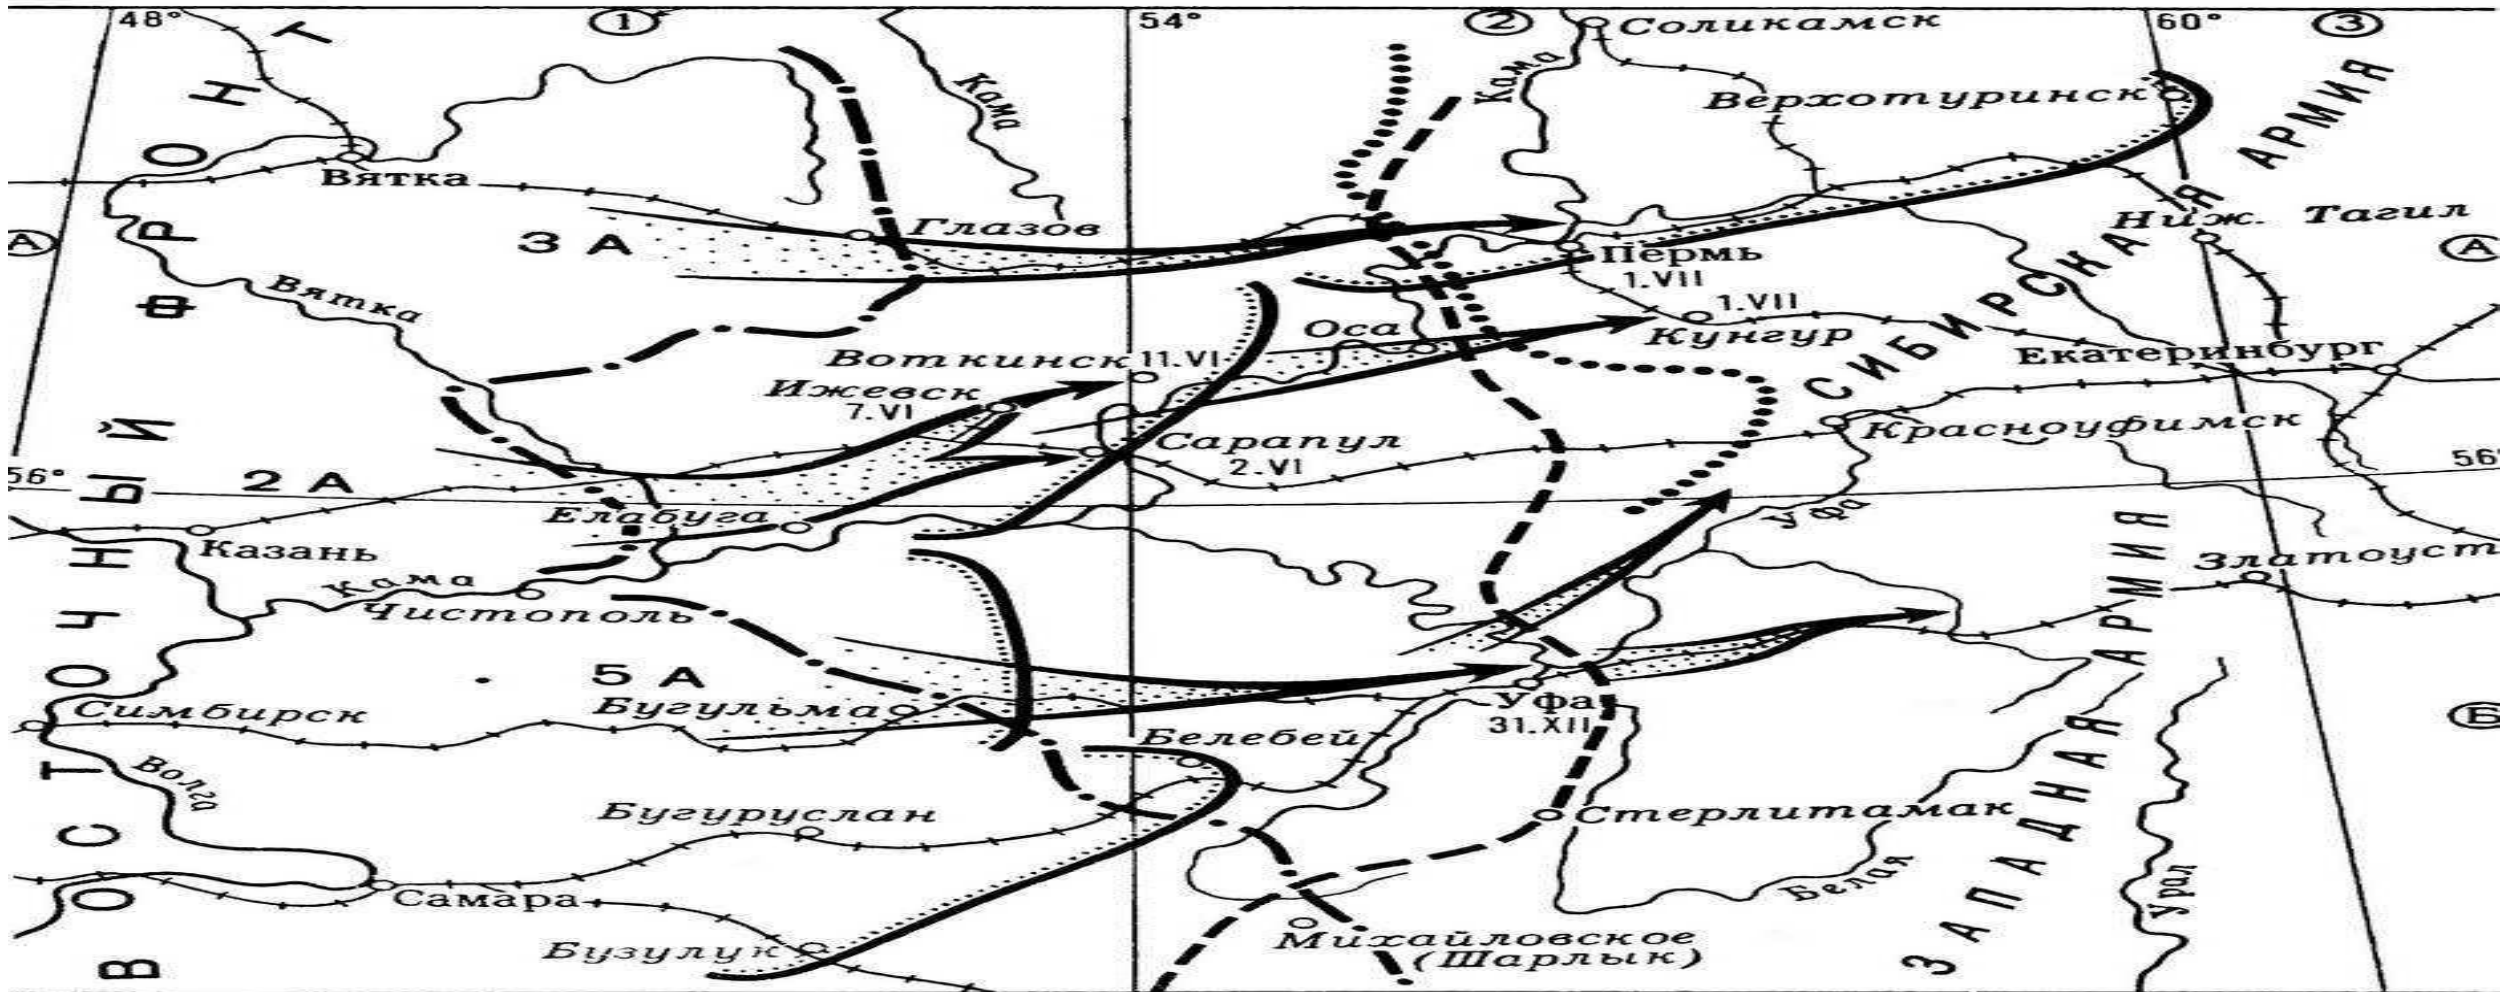 48°
1
54°
2
60°
3
Соликамск
Кама
Кама
Верхотуринск
Вятка
Глазов
3 А
А
Ниж. Тагил
А
Пермь
1.VII
Вятка
1.VII
Кунгур
Оса
Воткинск 11.VI
Ижевск
7.VI
Екатеринбург
Красноуфимск
Сарапул
2.VI
56°
2 А
56°
Елабуга
Казань
Уфа
Златоуст
Кама
Чистополь
5 А
Бугульма
Симбирск
Уфа
31.XII
Б
Белебей
Волга
Бугуруслан
Стерлитамак
Белая
Урал
Самара
Бузулук
Михайловское
(Шарлык)
ВОСТОЧНЫЙ ФРОНТ
СИБИРСКАЯ АРМИЯ
ЗАПАДНАЯ АРМИЯ